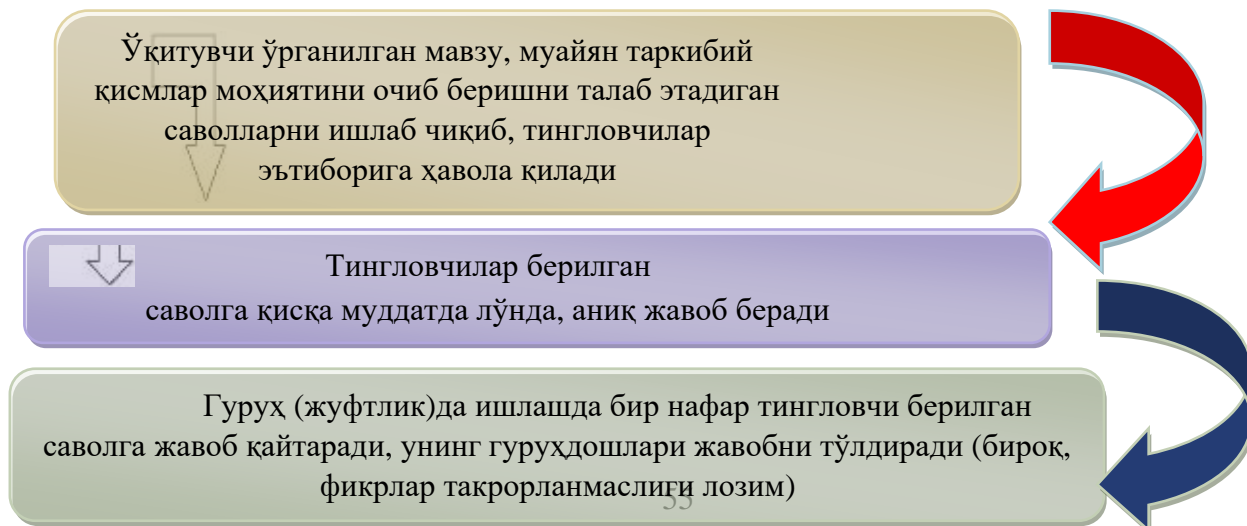 Ўқитувчи ўрганилган мавзу, муайян таркибий
қисмлар моҳиятини очиб беришни талаб этадиган
саволларни ишлаб чиқиб, тингловчилар
эътиборига ҳавола қилади
Тингловчилар берилган
саволга қисқа муддатда лўнда, аниқ жавоб беради
Гуруҳ (жуфтлик)да ишлашда бир нафар тингловчи берилган
саволга жавоб қайтаради, унинг гуруҳдошлари жавобни тўлдиради (бироқ,
фикрлар такрорланмаслиги лозим)
55